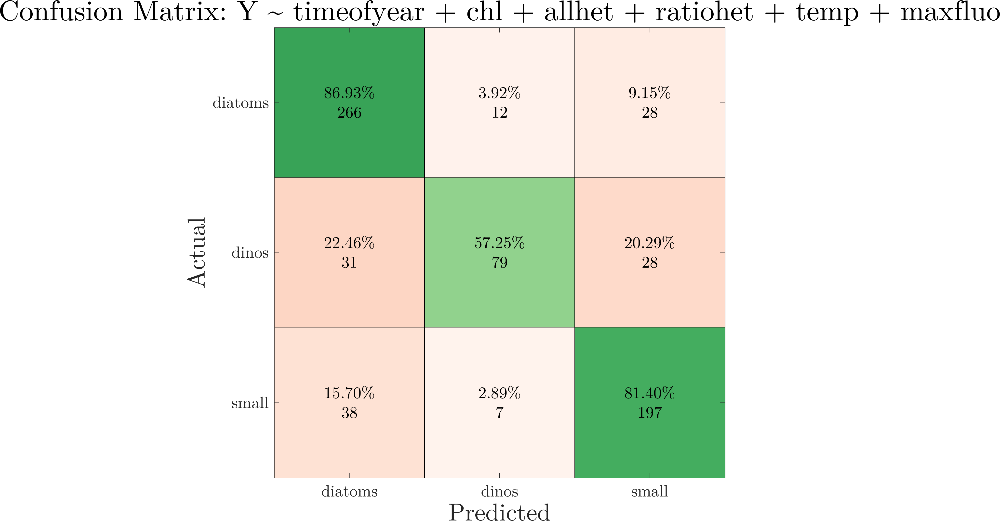 Confusion Matrix: Y ~ timeofyear + chl + allhet + ratiohet + temp + maxfluo
86.93%
266
3.92%
12
9.15%
28
diatoms
22.46%
31
57.25%
79
20.29%
28
dinos
Actual
15.70%
38
2.89%
7
81.40%
197
small
diatoms
dinos
small
Predicted